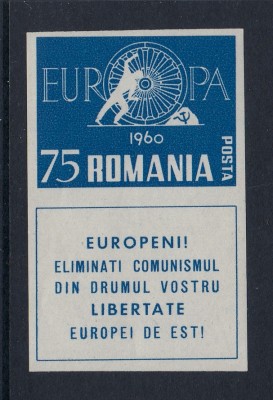 EUROPA
1960
75 ROMANIA
POSTA
EUROPENI!
ELIMINATI COMUNISMUL
DIN DRUMUL VOSTRU
LIBERTATE
EUROPEI DE EST!